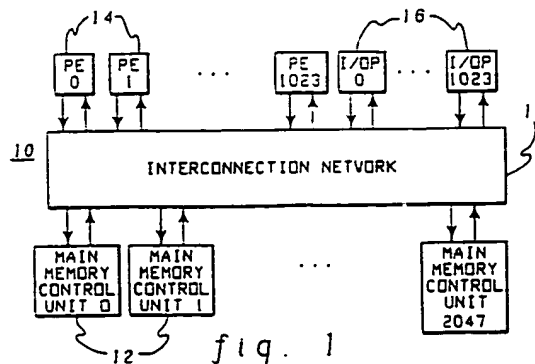 14
16
PE 0
PE 1
...
PE 1023
I/OP 0
...
I/OP 1023
1
10
INTERCONNECTION NETWORK
MAIN MEMORY CONTROL UNIT 0
MAIN MEMORY CONTROL UNIT 1
...
MAIN MEMORY CONTROL UNIT 2047
12
fig. 1